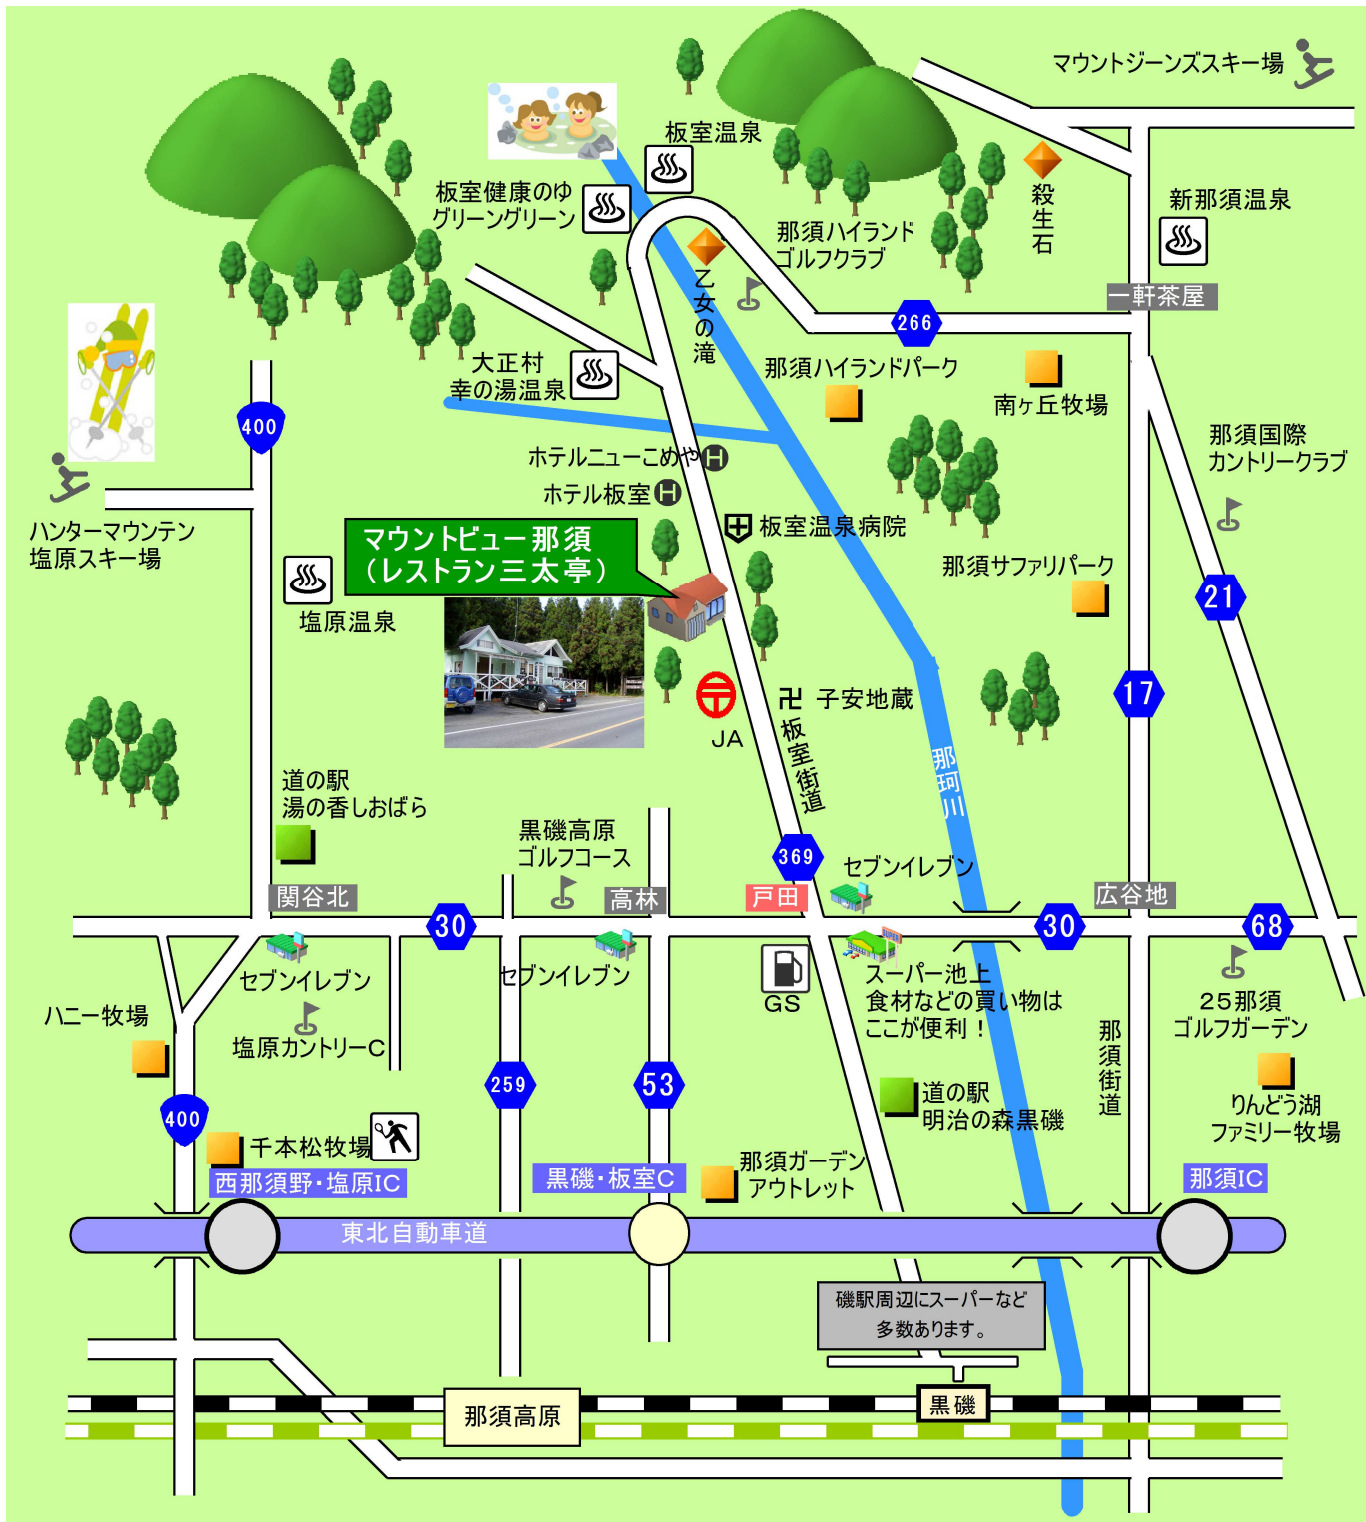 マウントジーンズスキー場
板室温泉
板室健康のゆ
グリーングリーン
殺生石
新那須温泉
那須ハイランド
ゴルフクラブ
乙女の滝
一軒茶屋
266
大正村
幸の湯温泉
那須ハイランドパーク
南ヶ丘牧場
400
那須国際
カントリークラブ
ホテルニューこめや
H
ホテル板室
H
ハンターマウンテン
塩原スキー場
マウントビュー那須
（レストラン三太亭）
板室温泉病院
那須サファリパーク
21
塩原温泉
17
卍 子安地蔵
JA
板室街道
那珂川
道の駅
湯の香しおばら
黒磯高原
ゴルフコース
369
セブンイレブン
関谷北
高林
戸田
広谷地
30
30
68
セブンイレブン
セブンイレブン
GS
スーパー池上
食材などの買い物は
ここが便利！
ハニー牧場
塩原カントリーC
25那須
ゴルフガーデン
那須街道
259
53
道の駅
明治の森黒磯
りんどう湖
ファミリー牧場
400
千本松牧場
那須ガーデン
アウトレット
西那須野・塩原IC
黒磯・板室C
那須IC
東北自動車道
磯駅周辺にスーパーなど
多数あります。
那須高原
黒磯